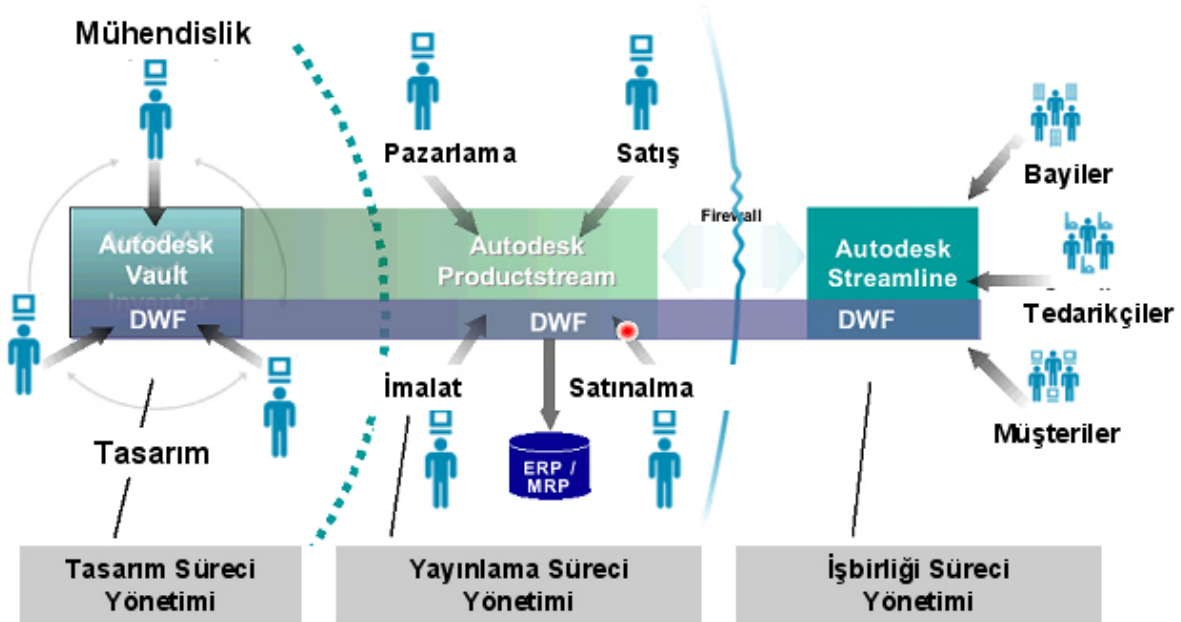 Mühendislik
Pazarlama
Satış
Bayiler
Firewall
Autodesk
Vault
Inventor
DWF
Autodesk
Productstream
DWF
Autodesk
Streamline
DWF
Tedarikçiler
İmalat
Satınalma
Müşteriler
Tasarım
ERP /
MRP
Tasarım Süreci
Yönetimi
Yayınlama Süreci
Yönetimi
İşbirliği Süreci
Yönetimi